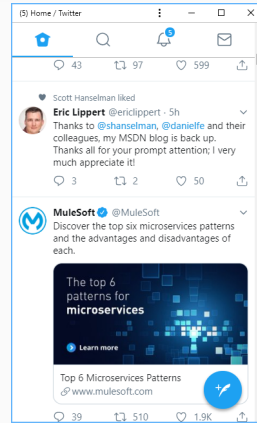 (5) Home / Twitter
5
43 97 599
Scott Hanselman liked
Eric Lippert @ericlippert · 5h
Thanks to @shanselman, @danielfe and their
colleagues, my MSDN blog is back up.
Thanks all for your prompt attention; I very
much appreciate it!
3 2 50
MuleSoft @MuleSoft
Discover the top six microservices patterns
and the advantages and disadvantages of
each.
The top 6
patterns for
microservices
Learn more
Top 6 Microservices Patterns
www.mulesoft.com
39 510 1.9K